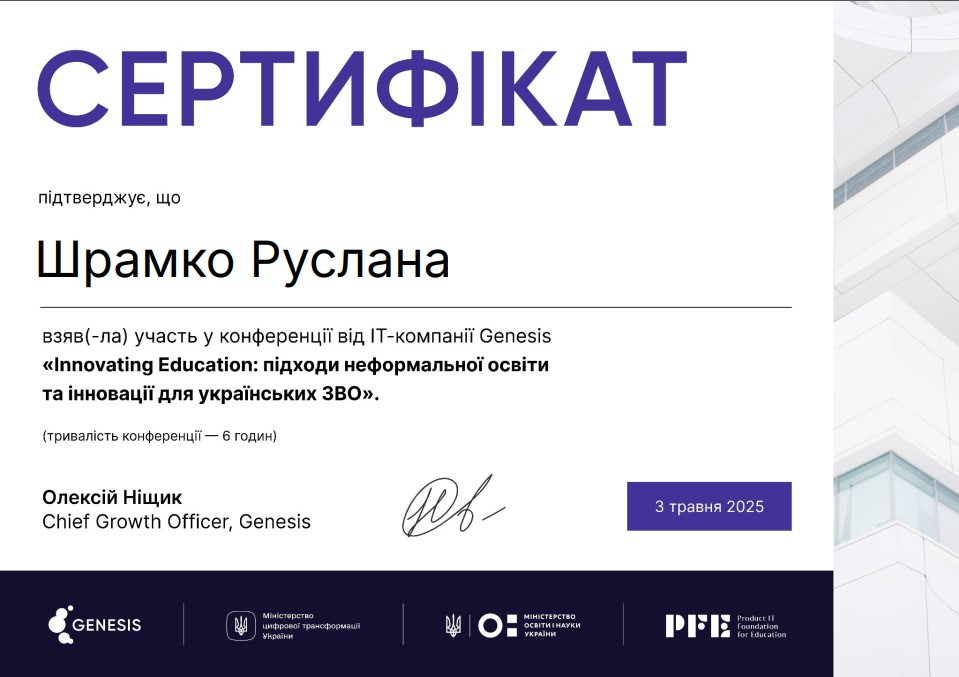 СЕРТИФІКАТ
підтверджує, що
Шрамко Руслана
взяв(-ла) участь у конференції від ІТ-компанії Genesis
«Innovating Education: підходи неформальної освіти
та інновації для українських ЗВО».
(тривалість конференції — 6 годин)
Олексій Ніщик
Chief Growth Officer, Genesis
3 травня 2025
GENESIS
Міністерство
цифрової трансформації
України
МІНІСТЕРСТВО
ОСВІТИ І НАУКИ
УКРАЇНИ
PFE
Product IT
Foundation
for Education